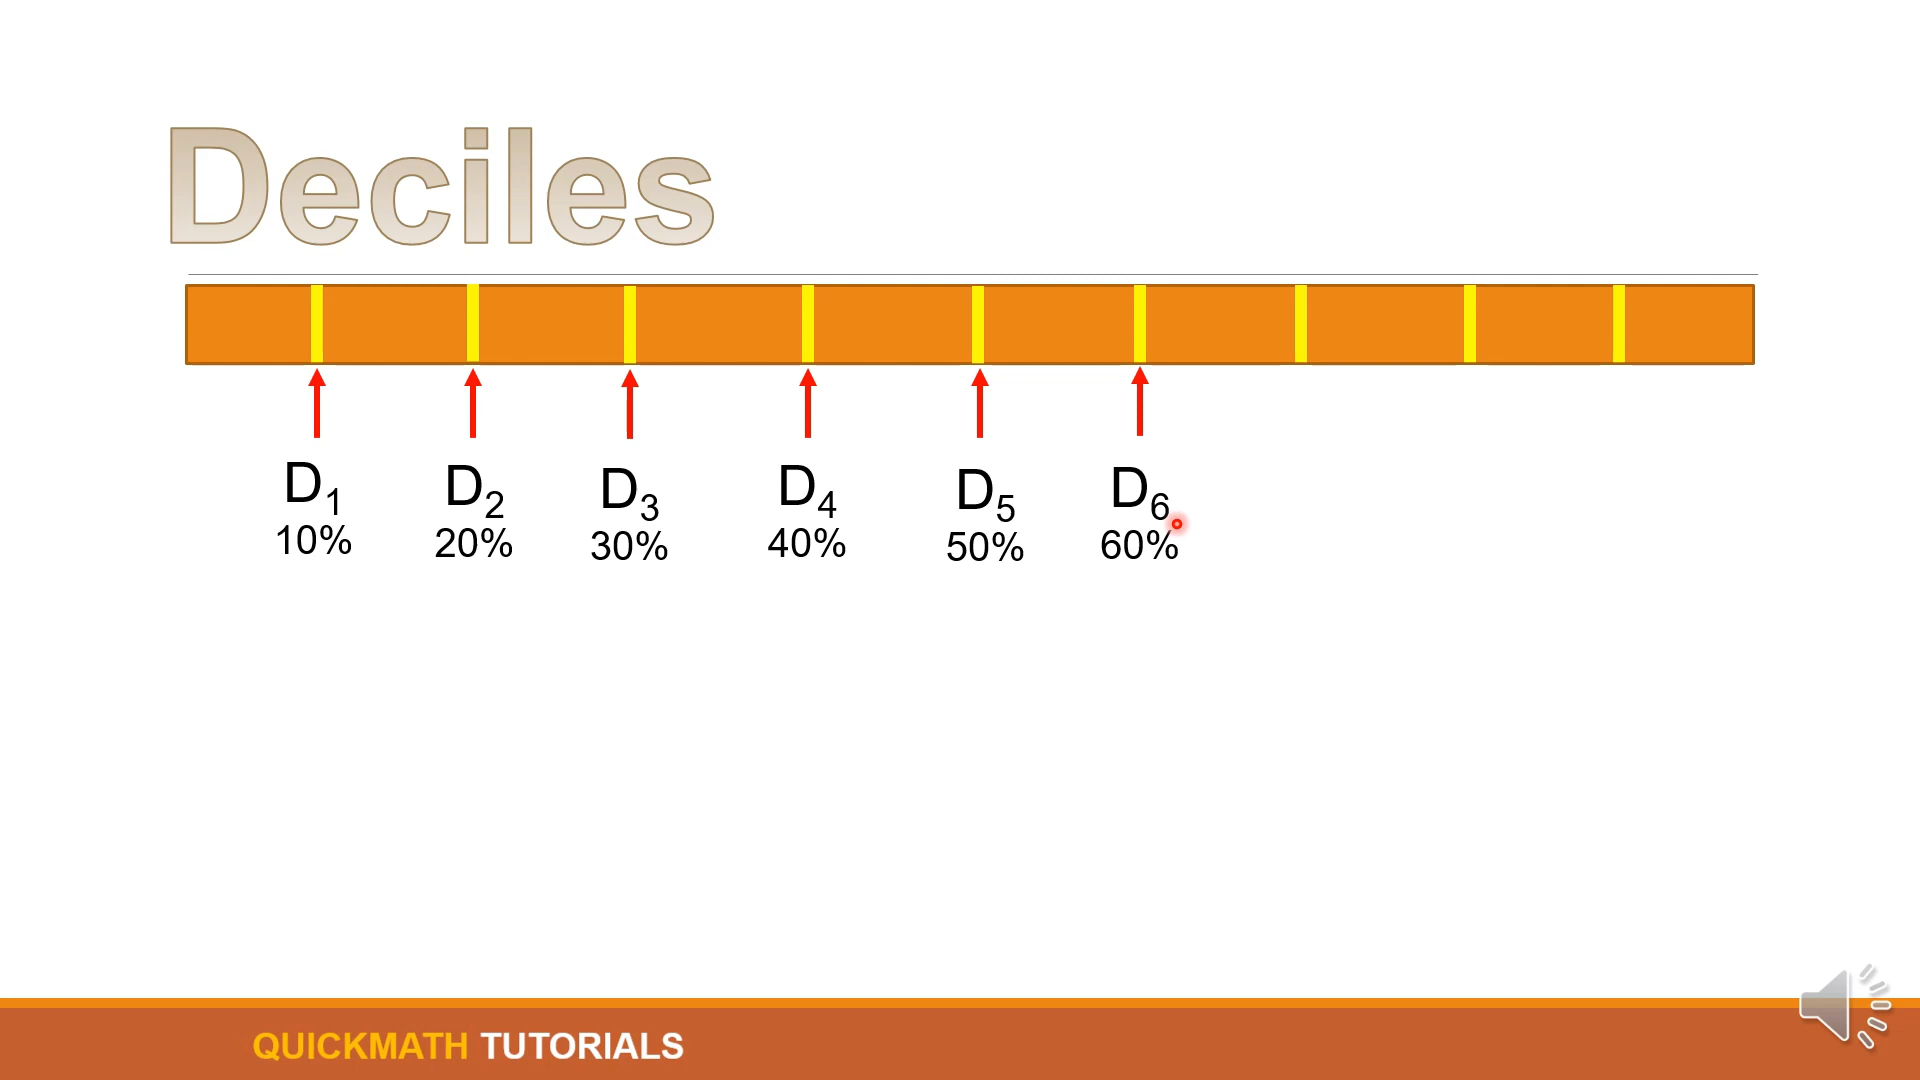 Deciles
D1 D2 D3 D4 D5 D6
10% 20% 30% 40% 50% 60%
QUICKMATH TUTORIALS